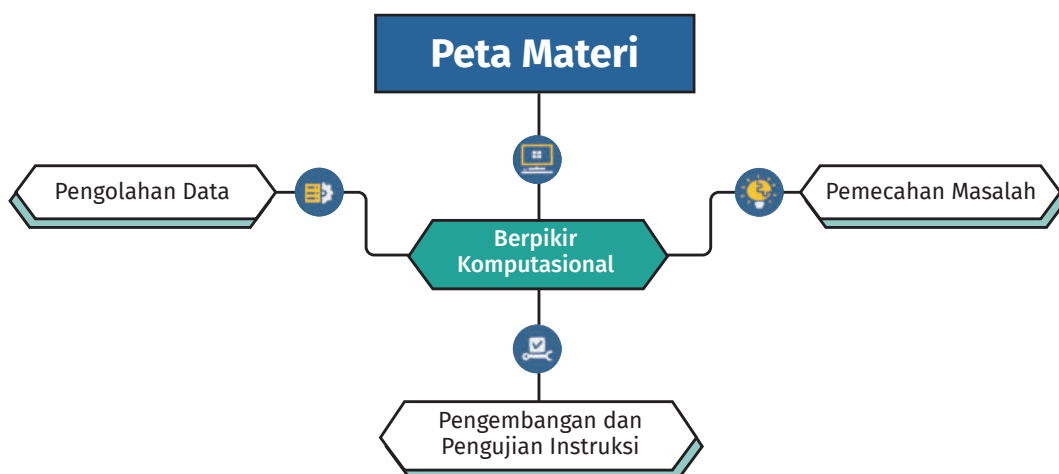 Peta Materi
Pengolahan Data
Pemecahan Masalah
Berpikir
Komputasional
Pengembangan dan
Pengujian Instruksi